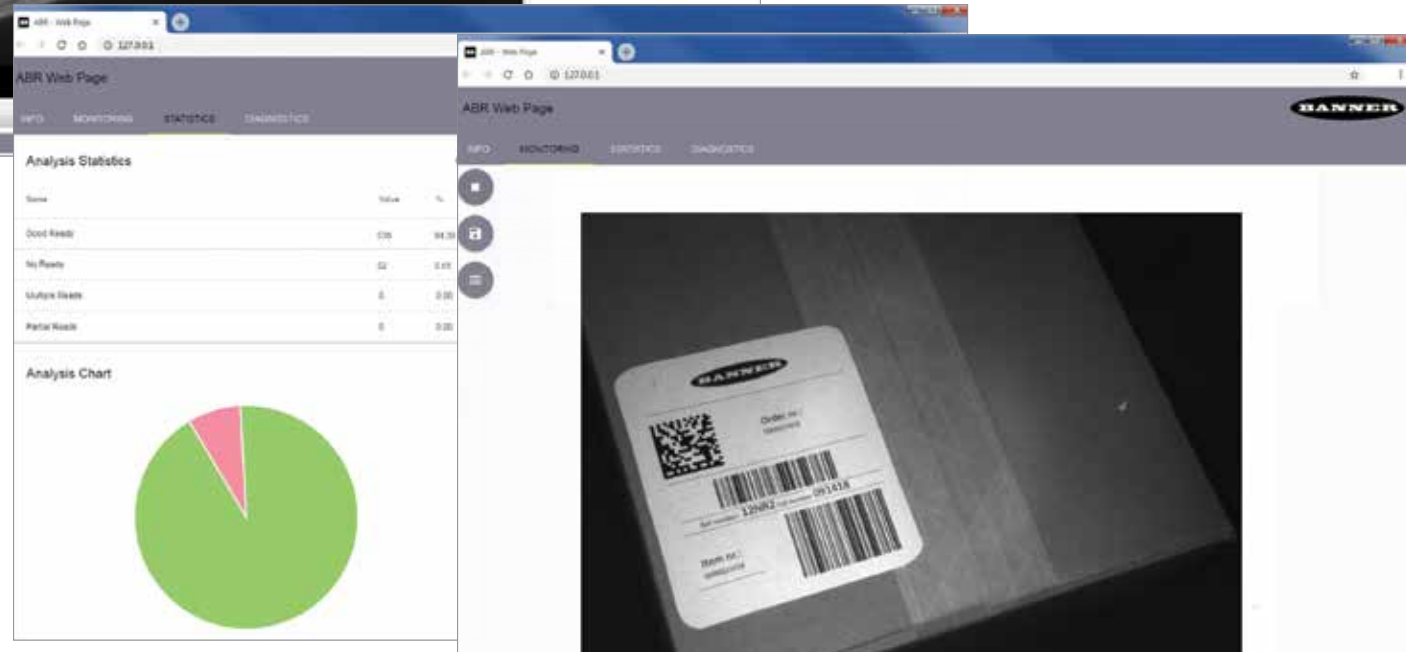 ABR - Web Page
127.0.0.1
ABR Web Page
INFO MONITORING STATISTICS DIAGNOSTICS
Analysis Statistics
Name Value %
Good Reads
No Reads
Multiple Reads 0 0.00
Partial Reads 0 0.00
Analysis Chart
ABR - Web Page
127.0.0.1
ABR Web Page
BANNER
INFO MONITORING STATISTICS DIAGNOSTICS
BANNER
Order nr.:
12NR2 091418
Item nr.: